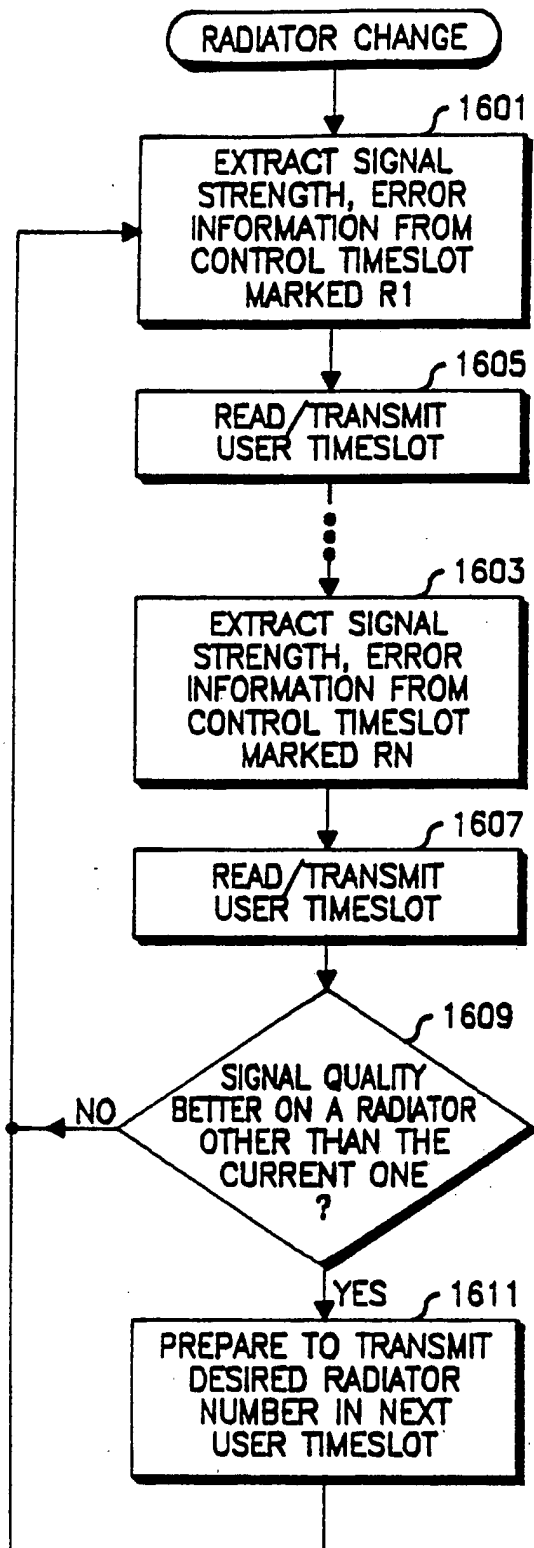 RADIATOR CHANGE
1601
EXTRACT SIGNAL
STRENGTH, ERROR
INFORMATION FROM
CONTROL TIMESLOT
MARKED R1
1605
READ/TRANSMIT
USER TIMESLOT
1603
EXTRACT SIGNAL
STRENGTH, ERROR
INFORMATION FROM
CONTROL TIMESLOT
MARKED RN
1607
READ/TRANSMIT
USER TIMESLOT
1609
SIGNAL QUALITY
BETTER ON A RADIATOR
OTHER THAN THE
CURRENT ONE
?
NO
YES
1611
PREPARE TO TRANSMIT
DESIRED RADIATOR
NUMBER IN NEXT
USER TIMESLOT